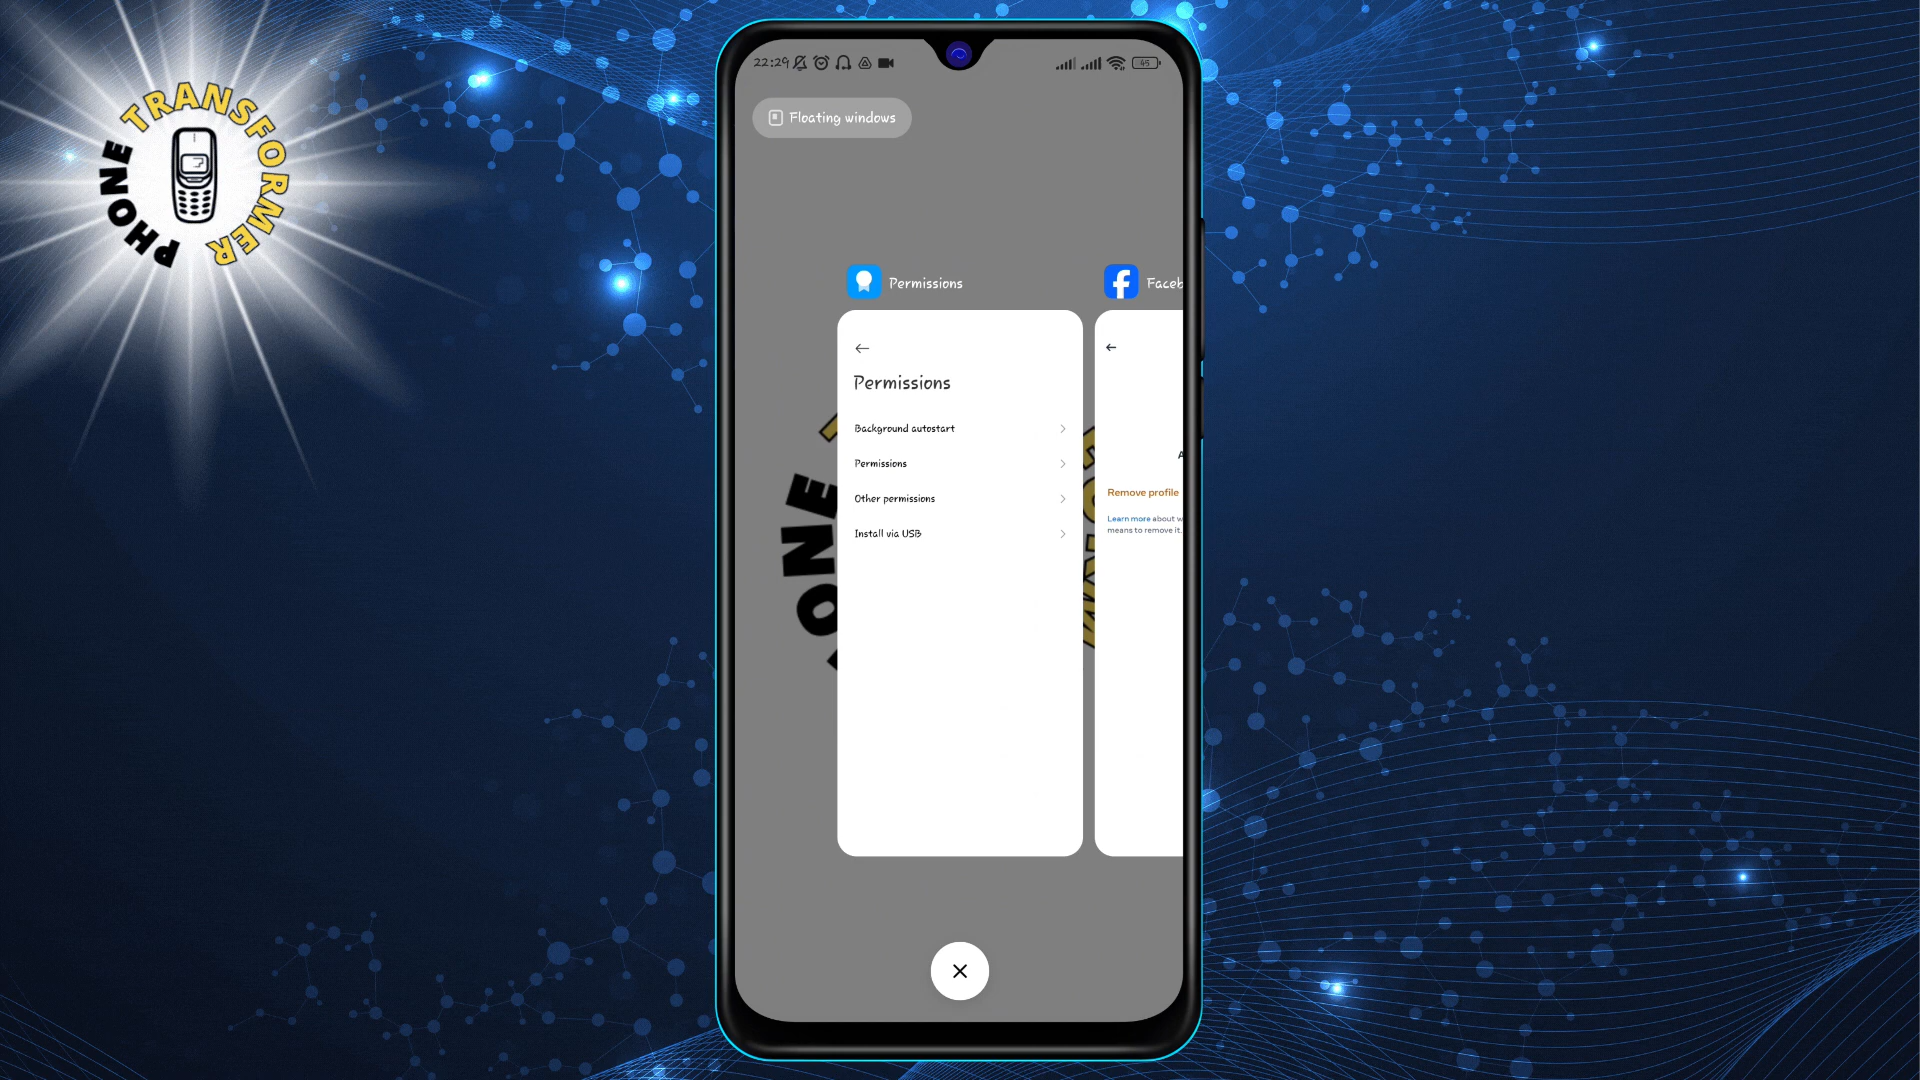 PHONE TRANSFORMER
22:29
45
Floating windows
Permissions
Faceb
Permissions
Background autostart
Permissions
Other permissions
Install via USB
Remove profile
Learn more about w
means to remove it.